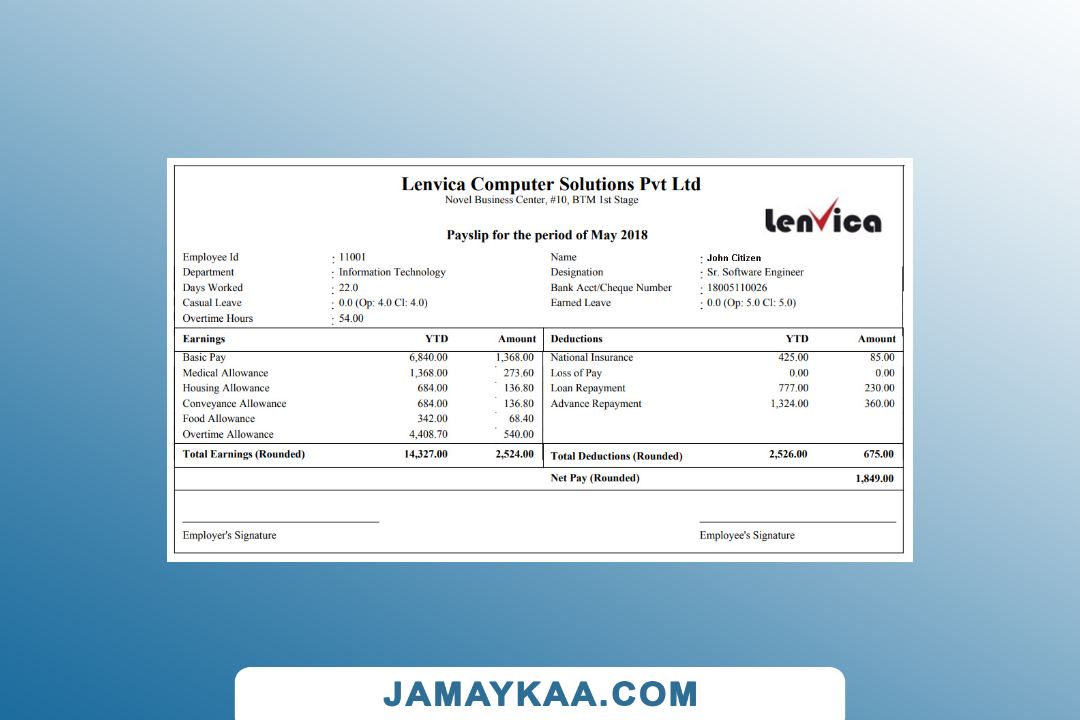 Lenvica Computer Solutions Pvt Ltd
Novel Business Center, #10, BTM 1st Stage
Lenvica
Payslip for the period of May 2018
Employee Id : 11001 Name : John Citizen
Department : Information Technology Designation : Sr. Software Engineer
Days Worked : 22.0 Bank Acct/Cheque Number : 18005110026
Casual Leave : 0.0 (Op: 4.0 Cl: 4.0) Earned Leave : 0.0 (Op: 5.0 Cl: 5.0)
Overtime Hours : 54.00
Earnings YTD Amount Deductions YTD Amount
Basic Pay 6,840.00 1,368.00 National Insurance 425.00 85.00
Medical Allowance 1,368.00 273.60 Loss of Pay 0.00 0.00
Housing Allowance 684.00 136.80 Loan Repayment 777.00 230.00
Conveyance Allowance 684.00 136.80 Advance Repayment 1,324.00 360.00
Food Allowance 342.00 68.40
Overtime Allowance 4,408.70 540.00
Total Earnings (Rounded) 14,327.00 2,524.00 Total Deductions (Rounded) 2,526.00 675.00
Net Pay (Rounded) 1,849.00
Employer's Signature Employee's Signature
JAMAYKAA.COM